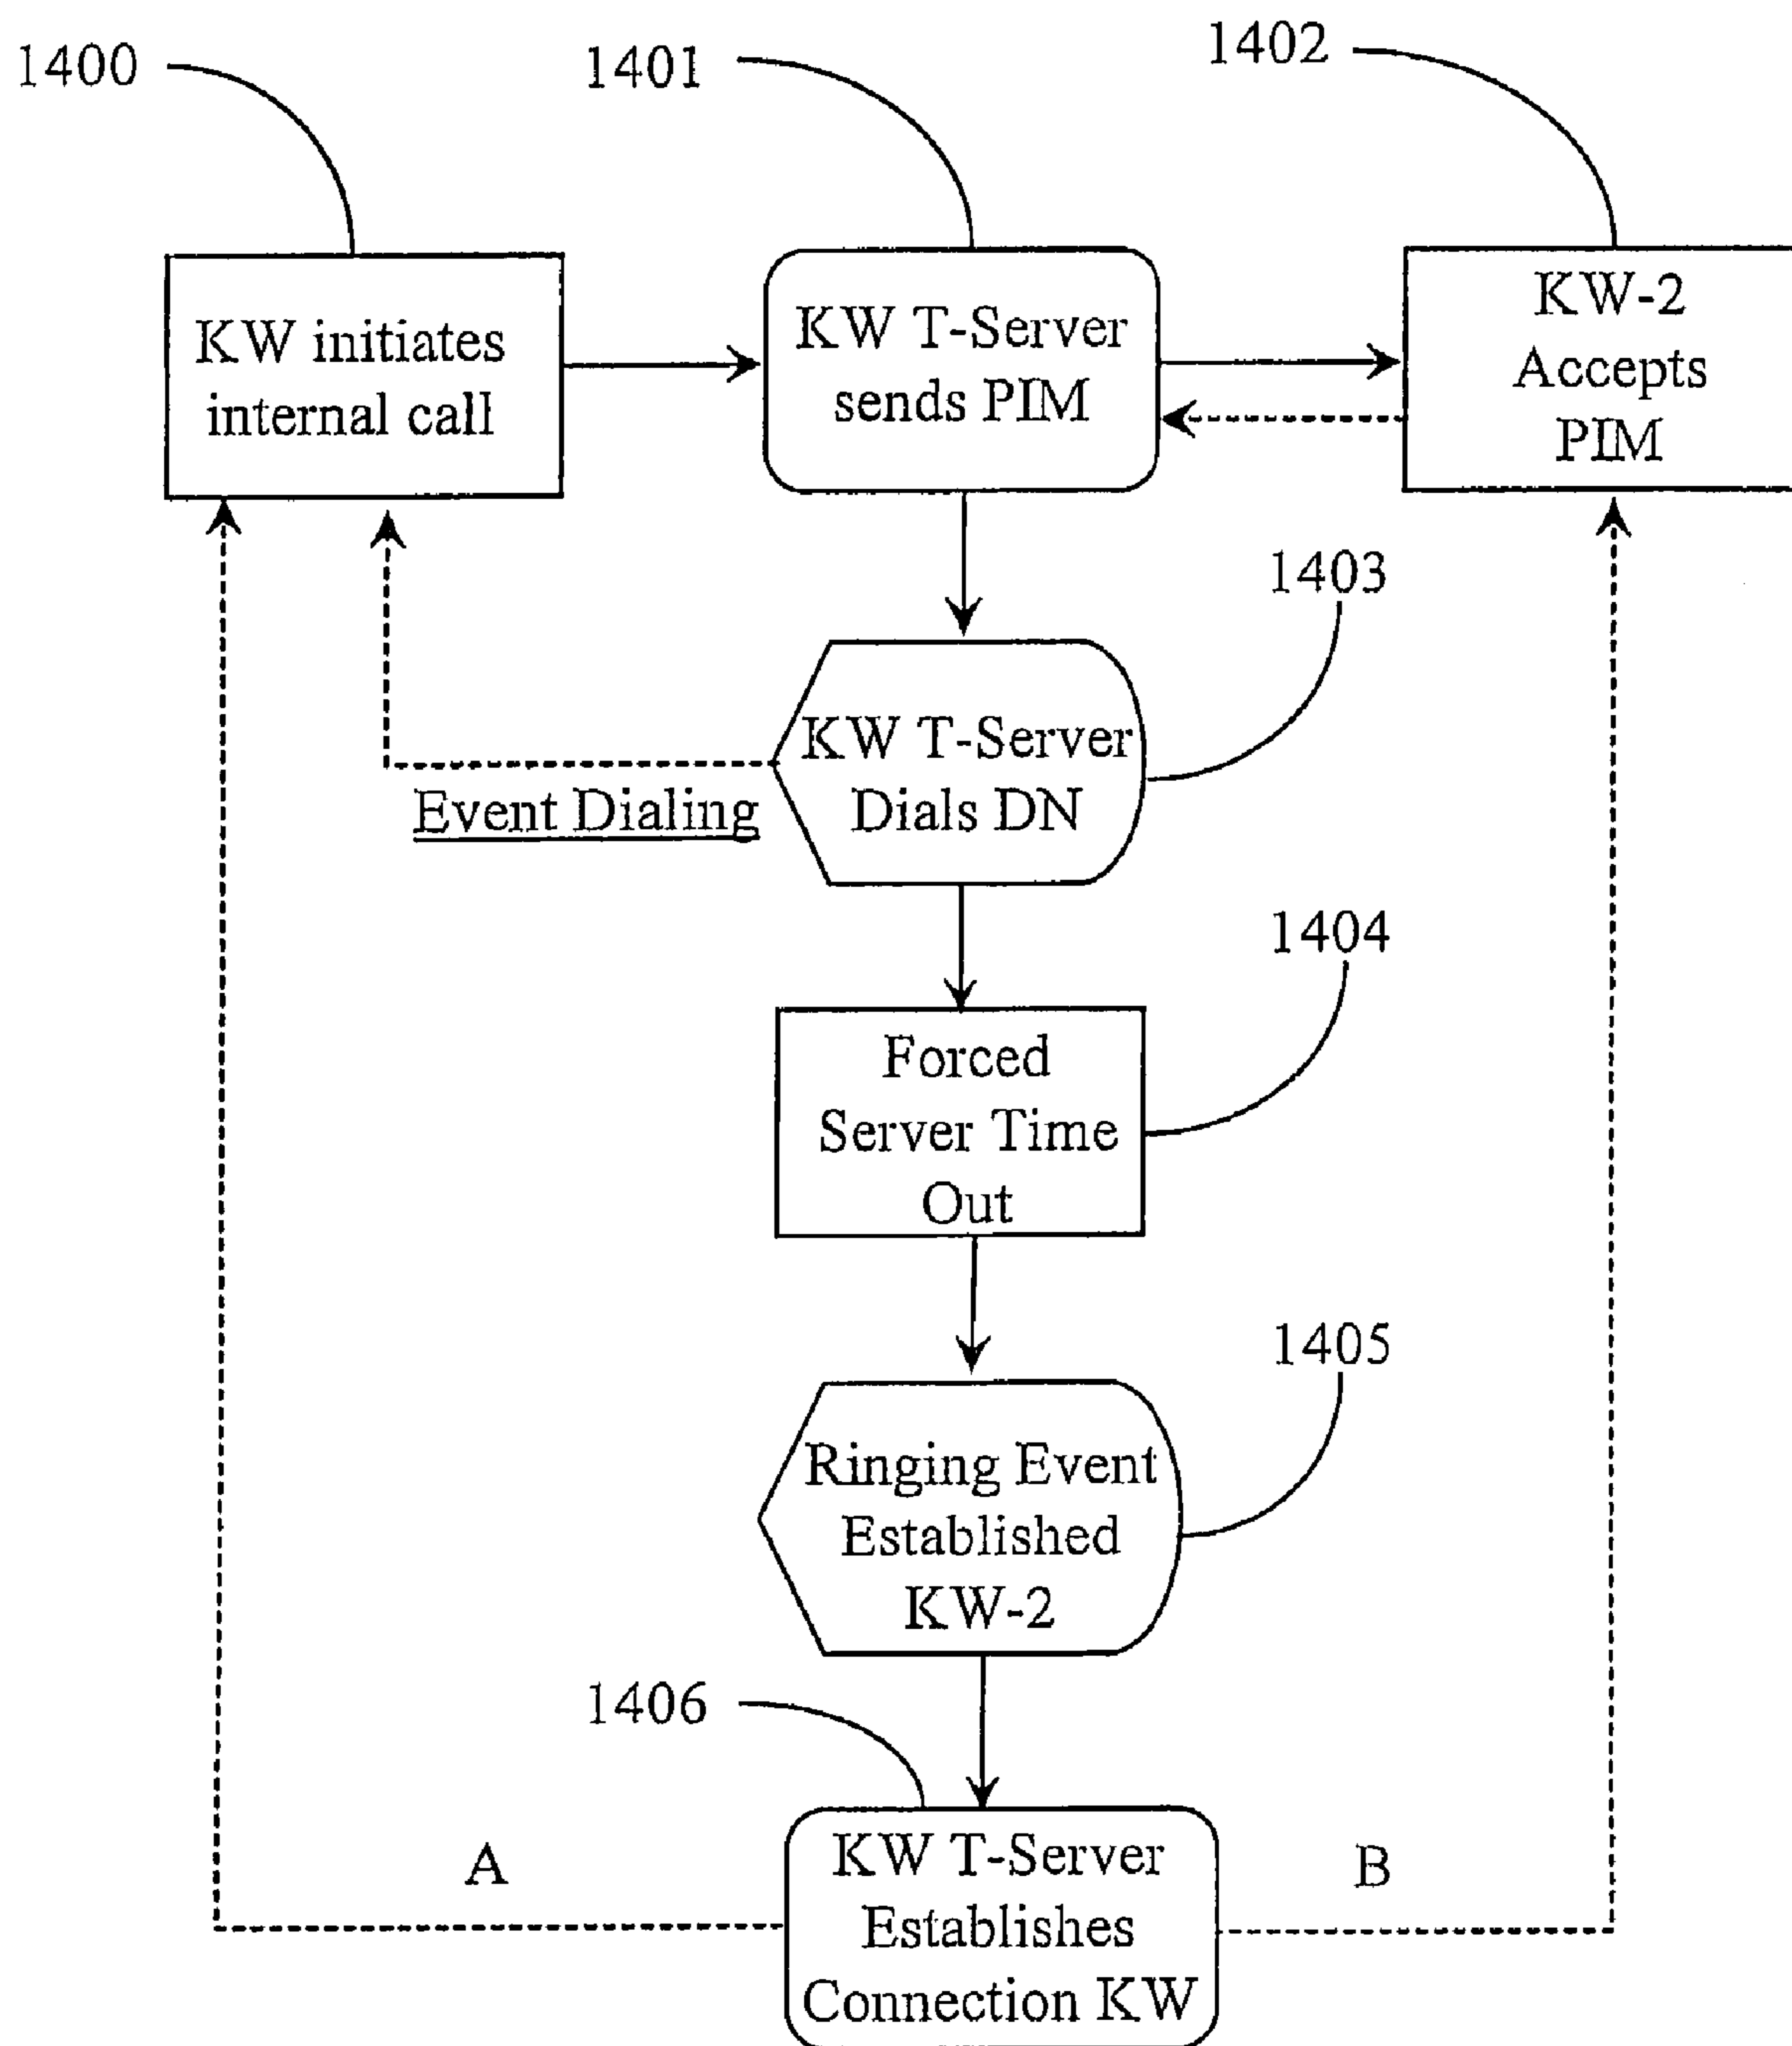 1400
1401
1402
KW initiates
internal call
KW T-Server
sends PIM
KW-2
Accepts
PIM
1403
KW T-Server
Dials DN
Event Dialing
1404
Forced
Server Time
Out
1405
Ringing Event
Established
KW-2
1406
KW T-Server
Establishes
Connection KW
A
B